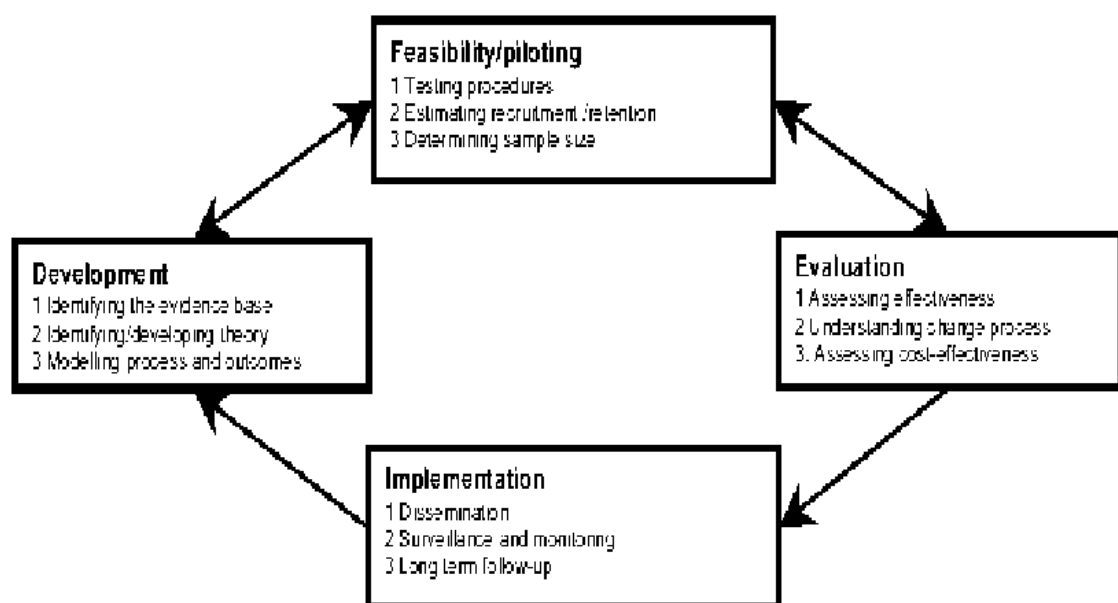 Feasibility/piloting
1 Testing procedures
2 Estimating recruitment /retention
3 Determining sample size
Development
1 Identifying the evidence base
2 Identifying/developing theory
3 Modelling process and outcomes
Evaluation
1 Assessing effectiveness
2 Understanding change process
3. Assessing cost-effectiveness
Implementation
1 Dissemination
2 Surveillance and monitoring
3 Long term follow-up